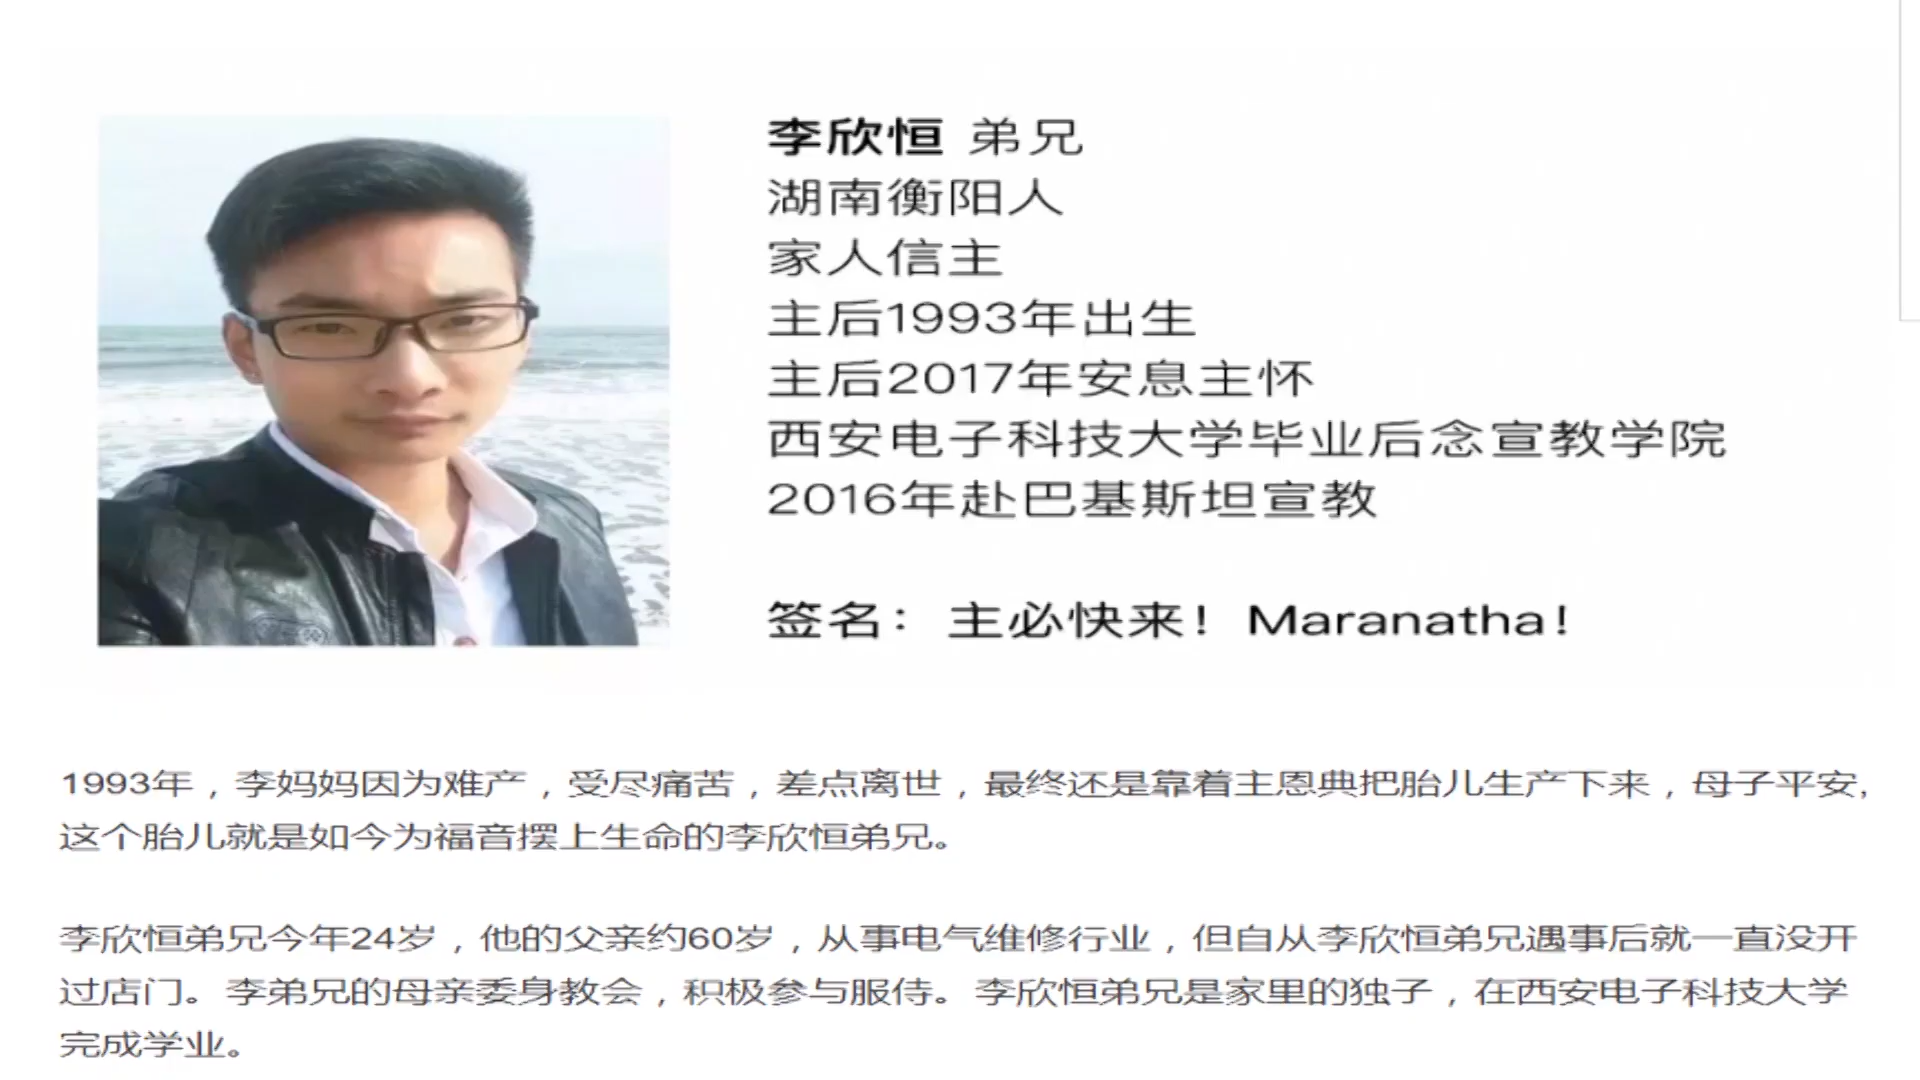 李欣恒 弟兄
湖南衡阳人
家人信主
主后1993年出生
主后2017年安息主怀
西安电子科技大学毕业后念宣教学院
2016年赴巴基斯坦宣教
签名：主必快来！Maranatha！
1993年，李妈妈因为难产，受尽痛苦，差点离世，最终还是靠着主恩典把胎儿生产下来，母子平安,
这个胎儿就是如今为福音摆上生命的李欣恒弟兄。
李欣恒弟兄今年24岁，他的父亲约60岁，从事电气维修行业，但自从李欣恒弟兄遇事后就一直没开
过店门。李弟兄的母亲委身教会，积极参与服侍。李欣恒弟兄是家里的独子，在西安电子科技大学
完成学业。